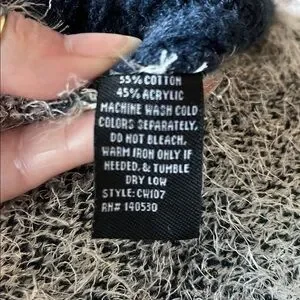 55% COTTON
45% ACRYLIC
MACHINE WASH COLD
COLORS SEPARATELY,
DO NOT BLEACH,
WARM IRON ONLY IF
NEEDED, & TUMBLE
DRY LOW
STYLE: CW107
RN# 140530